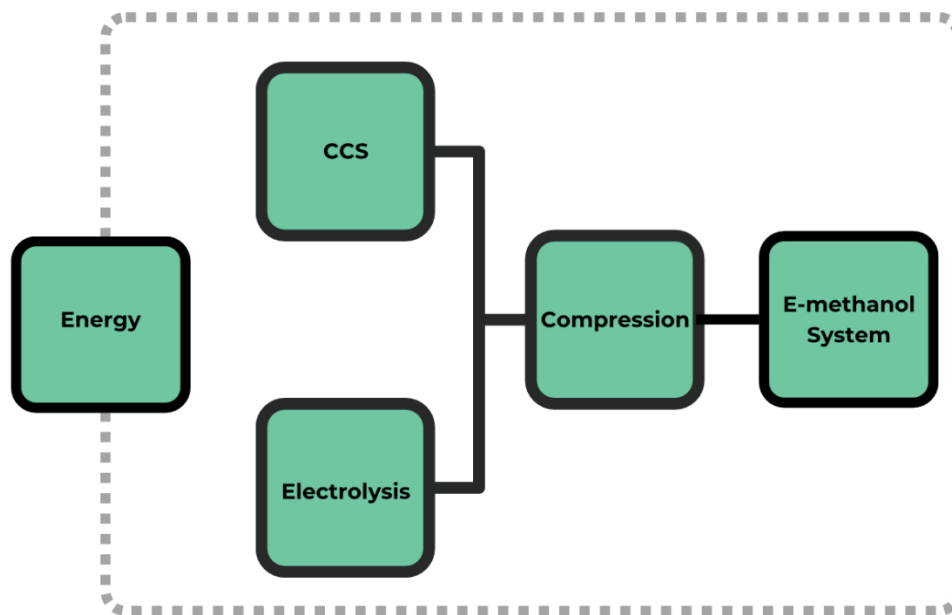 CCS
Energy
Compression
E-methanol
System
Electrolysis